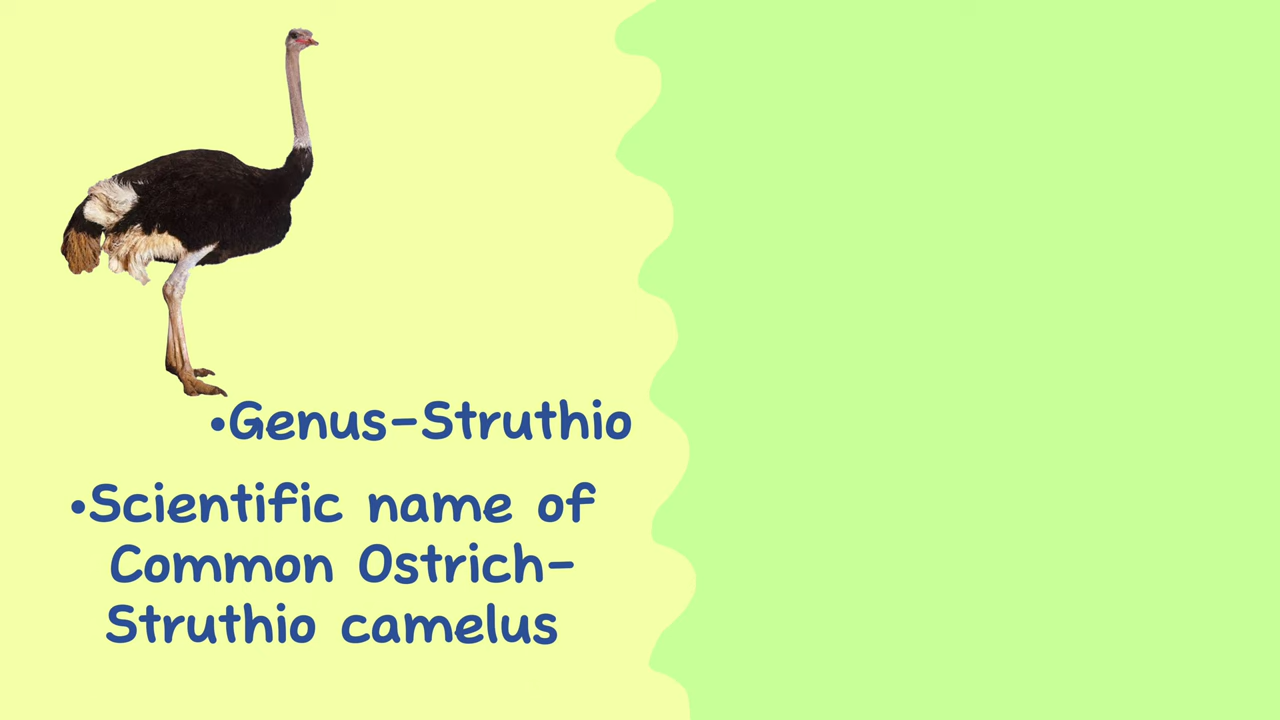 •Genus-Struthio
•Scientific name of
Common Ostrich-
Struthio camelus